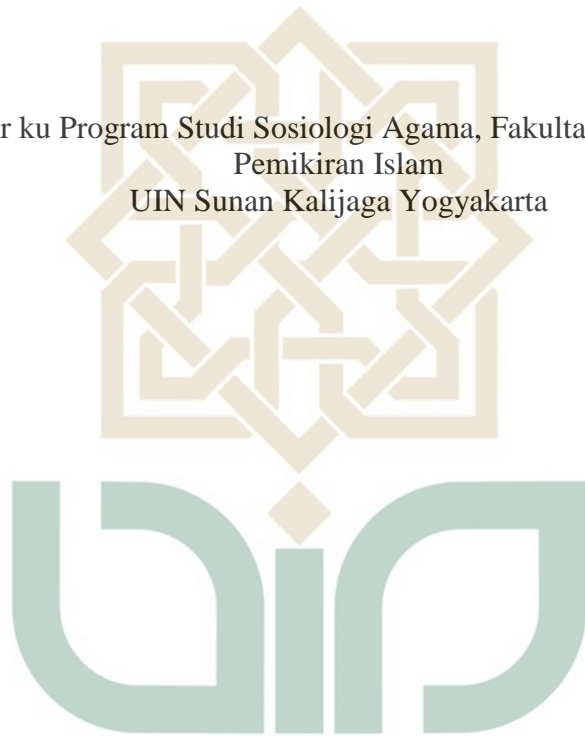 r ku Program Studi Sosiologi Agama, Fakulta
Pemikiran Islam
UIN Sunan Kalijaga Yogyakarta